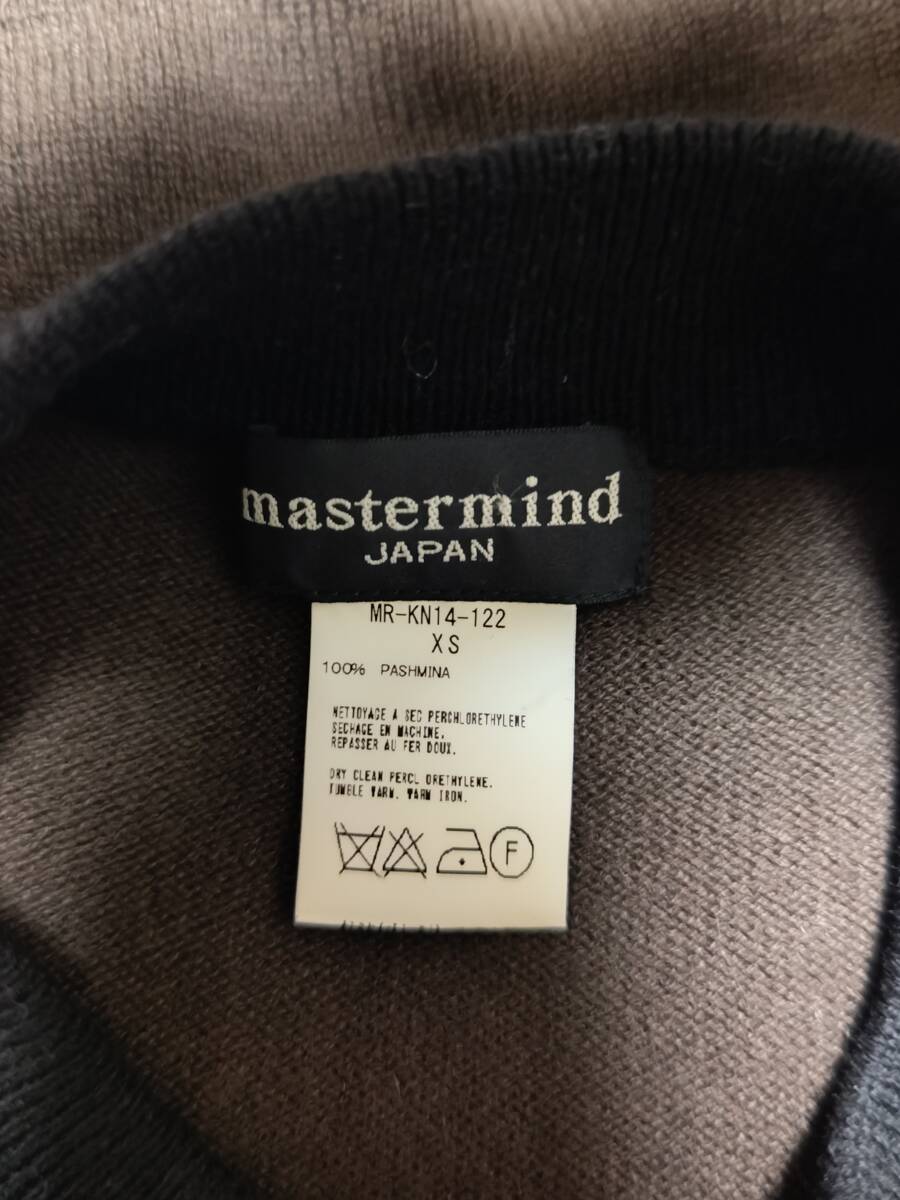 mastermind
JAPAN
MR-KN14-122
XS
100% PASHMINA
NETTOYAGE A SEC PERCHLORETHYLENE
SECHAGE EN MACHINE.
REPASSER AU FER DOUX.
DRY CLEAN PERCL ORETHYLENE.
TUMBLE WARM. WARM IRON.
F